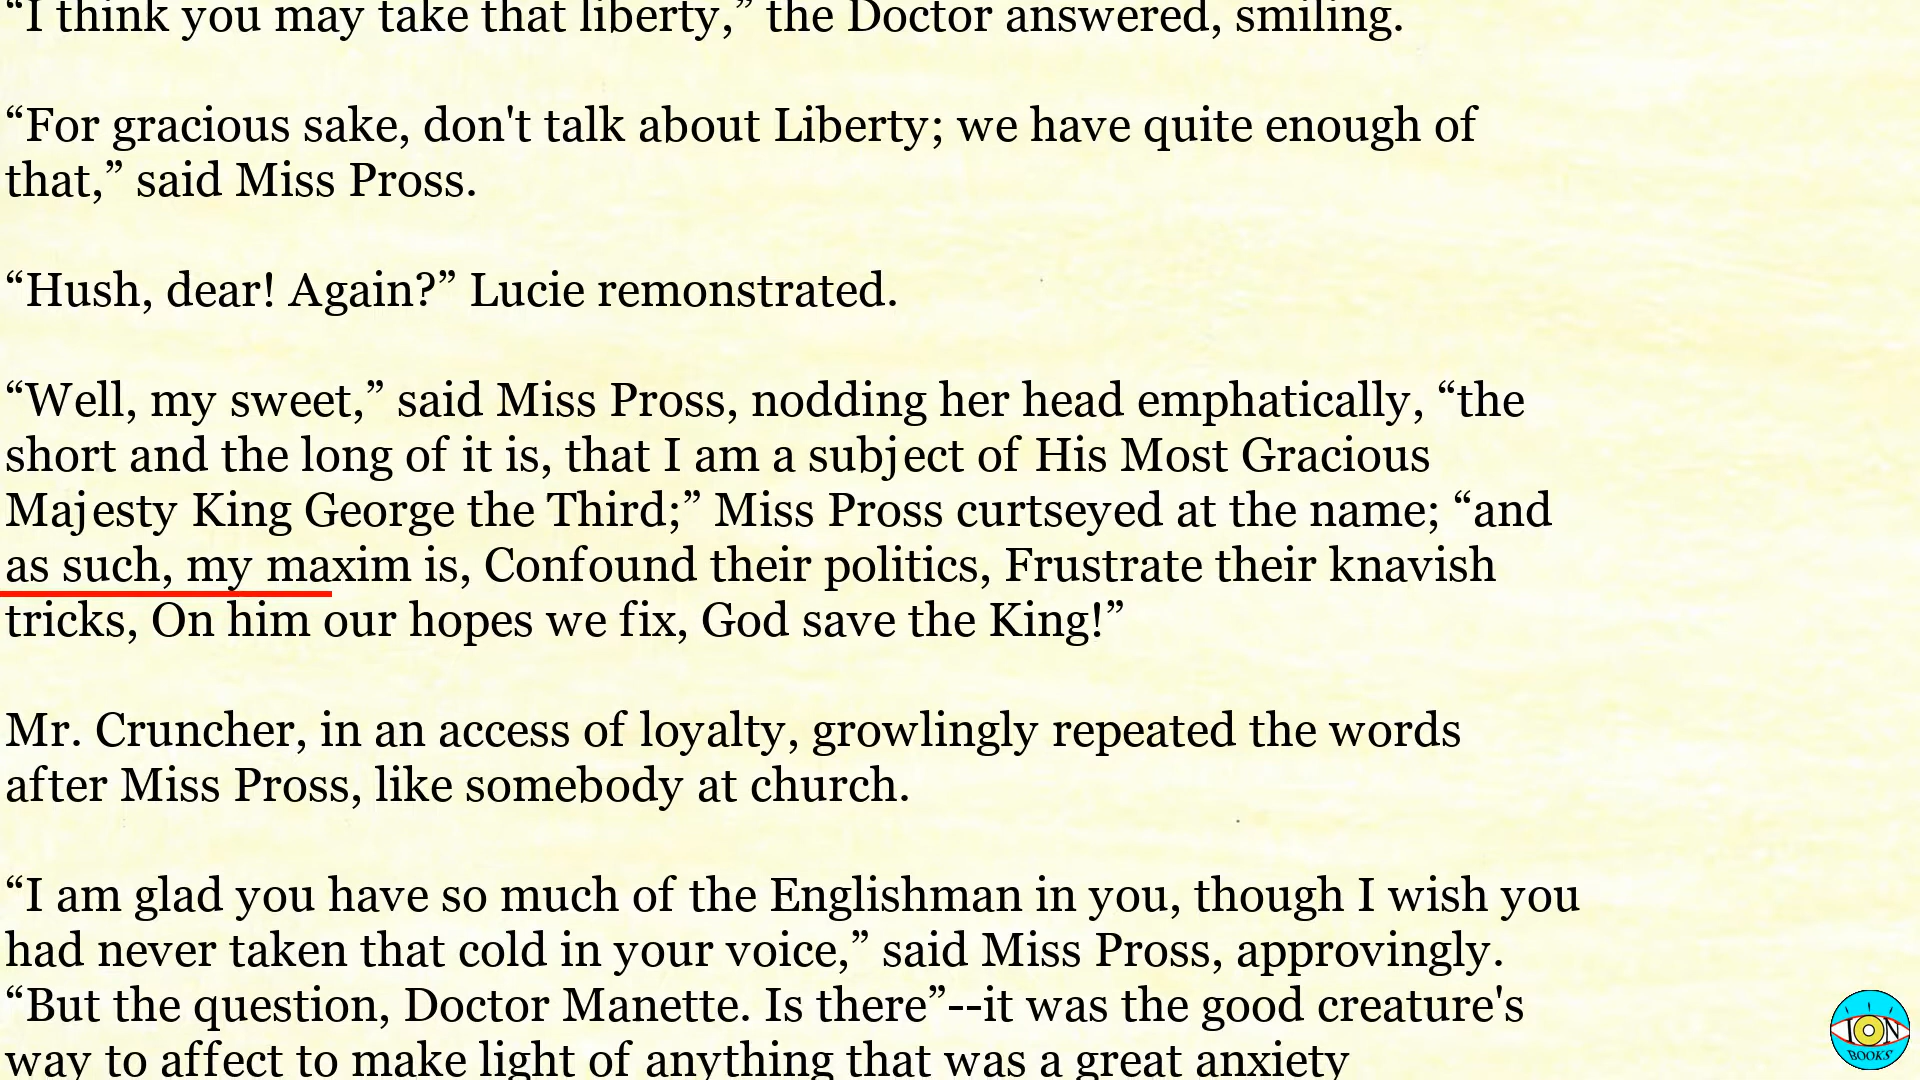 “I think you may take that liberty,” the Doctor answered, smiling.
“For gracious sake, don't talk about Liberty; we have quite enough of
that,” said Miss Pross.
“Hush, dear! Again?” Lucie remonstrated.
“Well, my sweet,” said Miss Pross, nodding her head emphatically, “the
short and the long of it is, that I am a subject of His Most Gracious
Majesty King George the Third;” Miss Pross curtseyed at the name; “and
as such, my maxim is, Confound their politics, Frustrate their knavish
tricks, On him our hopes we fix, God save the King!”
Mr. Cruncher, in an access of loyalty, growlingly repeated the words
after Miss Pross, like somebody at church.
“I am glad you have so much of the Englishman in you, though I wish you
had never taken that cold in your voice,” said Miss Pross, approvingly.
“But the question, Doctor Manette. Is there”--it was the good creature's
way to affect to make light of anything that was a great anxiety
ION
BOOKS